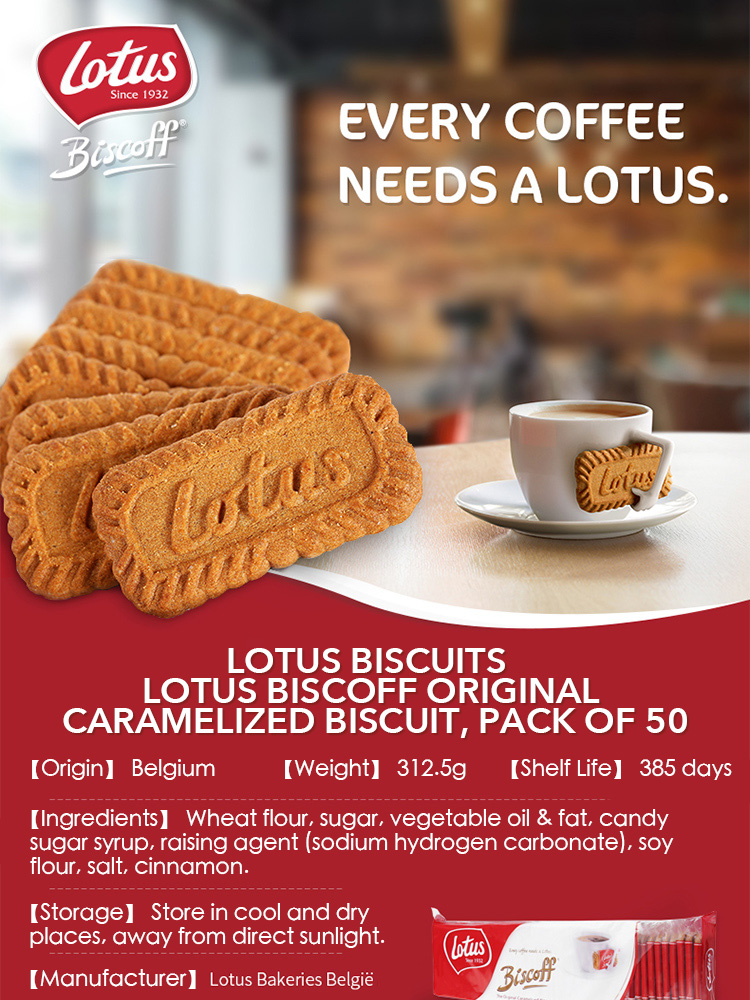 Lotus
Since 1932
Biscoff®
EVERY COFFEE
NEEDS A LOTUS.
Lotus
Lotus
LOTUS BISCUITS
LOTUS BISCOFF ORIGINAL
CARAMELIZED BISCUIT, PACK OF 50
【Origin】 Belgium 【Weight】 312.5g 【Shelf Life】 385 days
【Ingredients】 Wheat flour, sugar, vegetable oil & fat, candy
sugar syrup, raising agent (sodium hydrogen carbonate), soy
flour, salt, cinnamon.
【Storage】 Store in cool and dry
places, away from direct sunlight.
【Manufacturer】 Lotus Bakeries België
Lotus
Since 1932
Biscoff
Lotus